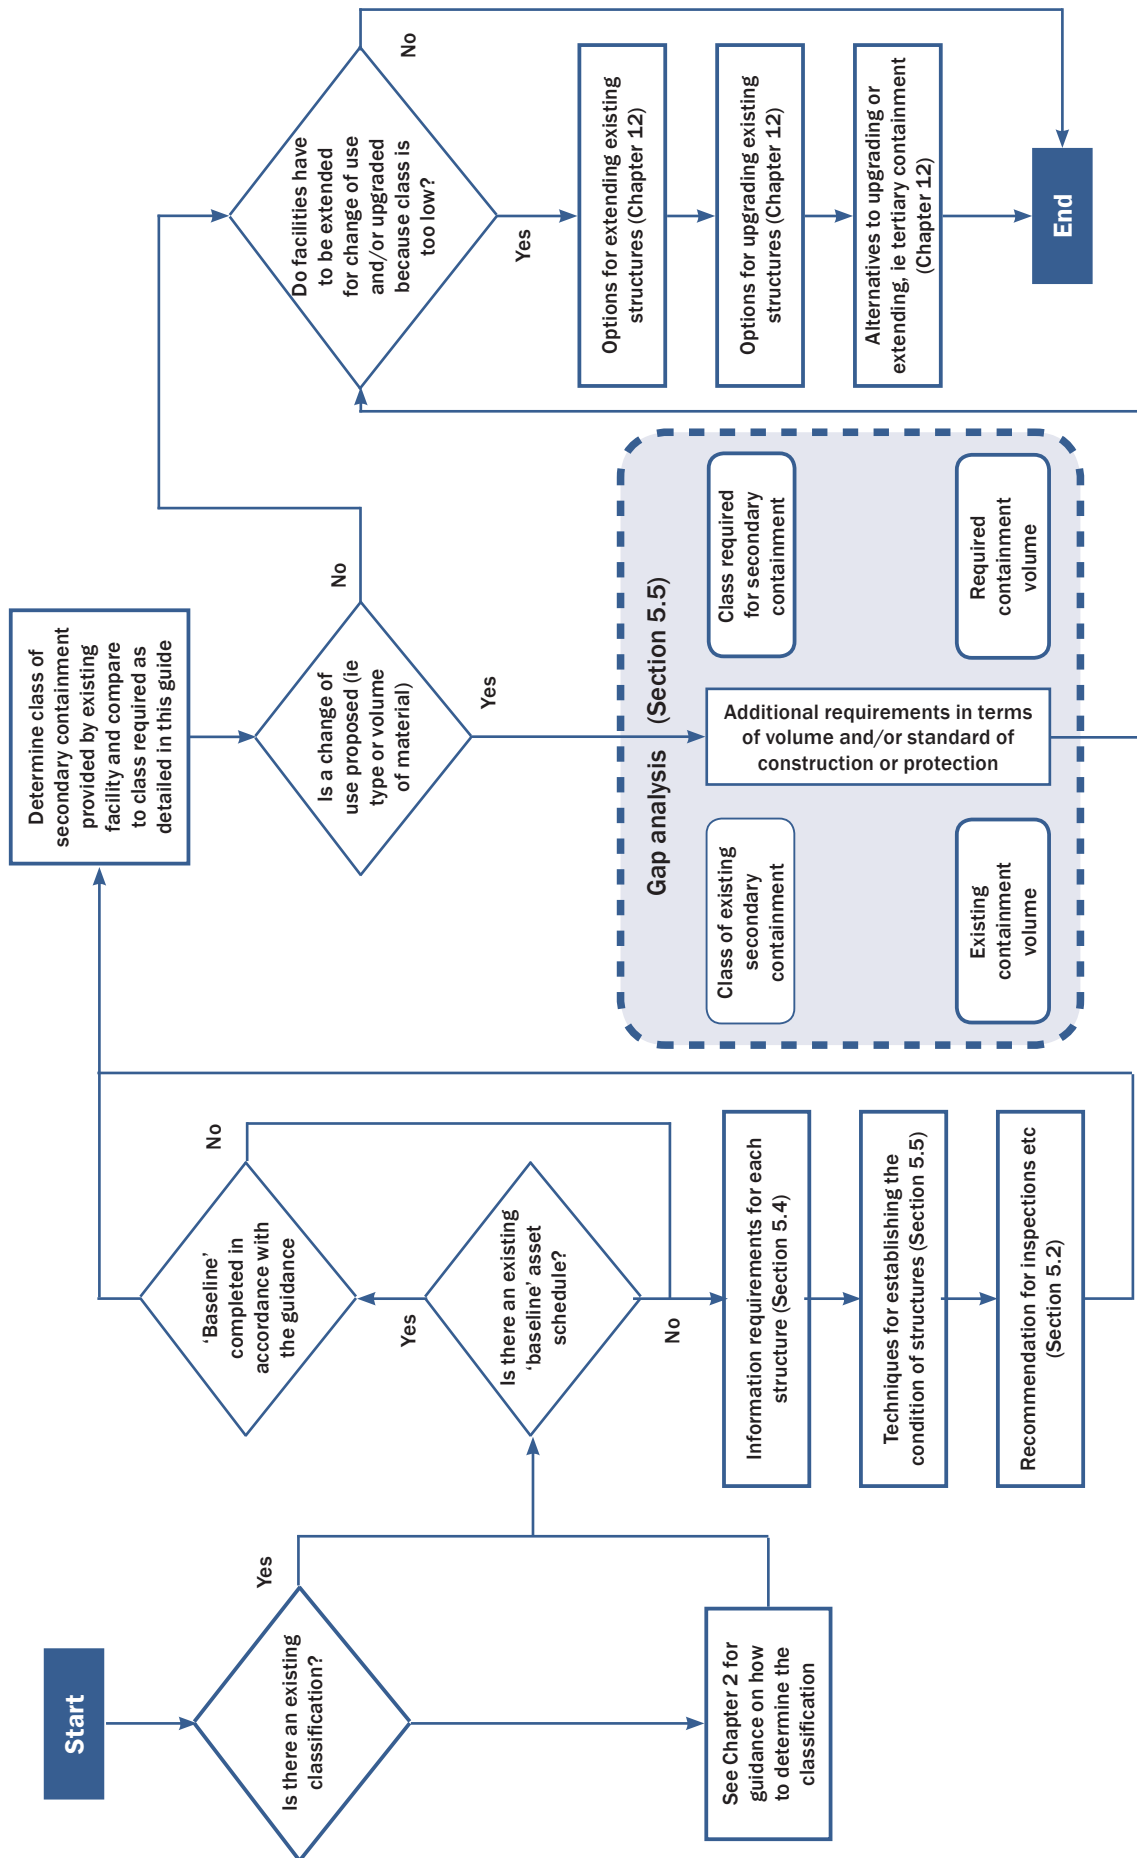 Start
Is there an existing
classification?
Yes
See Chapter 2 for
guidance on how
to determine the
classification
'Baseline'
completed in
accordance with
the guidance
No
Yes
Is there an existing
'baseline' asset
schedule?
No
Information requirements for each
structure (Section 5.4)
Techniques for establishing the
condition of structures (Section 5.5)
Recommendation for inspections etc
(Section 5.2)
Determine class of
secondary containment
provided by existing
facility and compare
to class required as
detailed in this guide
Is a change of
use proposed (ie
type or volume
of material)
No
Yes
Gap analysis (Section 5.5)
Class of existing
secondary
containment
Class required
for secondary
containment
Additional requirements in terms
of volume and/or standard of
construction or protection
Existing
containment
volume
Required
containment
volume
Do facilities have
to be extended
for change of use
and/or upgraded
because class is
too low?
No
Yes
Options for extending existing
structures (Chapter 12)
Options for upgrading existing
structures (Chapter 12)
Alternatives to upgrading or
extending, ie tertiary containment
(Chapter 12)
End